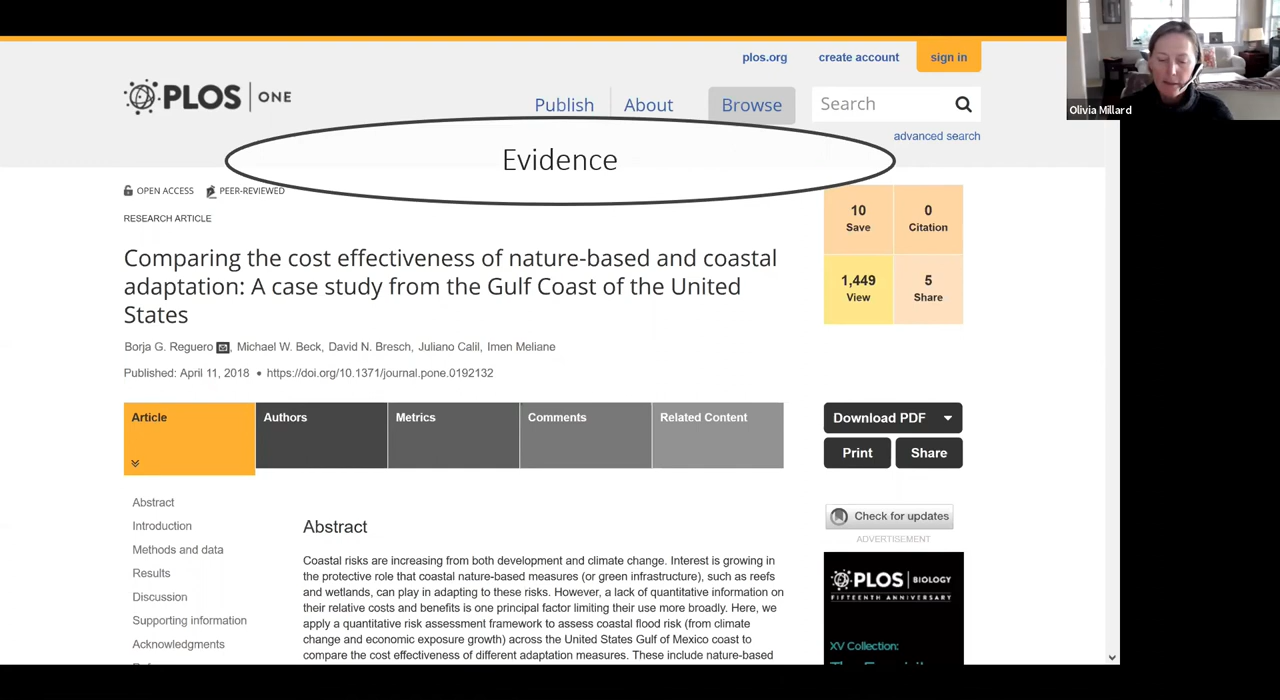 plos.org create account sign in
PLOS ONE
Publish About Browse Search
advanced search
Evidence
OPEN ACCESS PEER-REVIEWED
RESEARCH ARTICLE
10 Save
0 Citation
1,449 View
5 Share
Comparing the cost effectiveness of nature-based and coastal
adaptation: A case study from the Gulf Coast of the United
States
Borja G. Reguero, Michael W. Beck, David N. Bresch, Juliano Calil, Imen Meliane
Published: April 11, 2018 • https://doi.org/10.1371/journal.pone.0192132
Article Authors Metrics Comments Related Content
Download PDF
Print Share
Abstract
Introduction
Methods and data
Results
Discussion
Supporting information
Acknowledgments
Abstract
Coastal risks are increasing from both development and climate change. Interest is growing in
the protective role that coastal nature-based measures (or green infrastructure), such as reefs
and wetlands, can play in adapting to these risks. However, a lack of quantitative information on
their relative costs and benefits is one principal factor limiting their use more broadly. Here, we
apply a quantitative risk assessment framework to assess coastal flood risk (from climate
change and economic exposure growth) across the United States Gulf of Mexico coast to
compare the cost effectiveness of different adaptation measures. These include nature-based
Check for updates
ADVERTISEMENT
PLOS BIOLOGY
FIFTEENTH ANNIVERSARY
XV Collection:
Olivia Millard